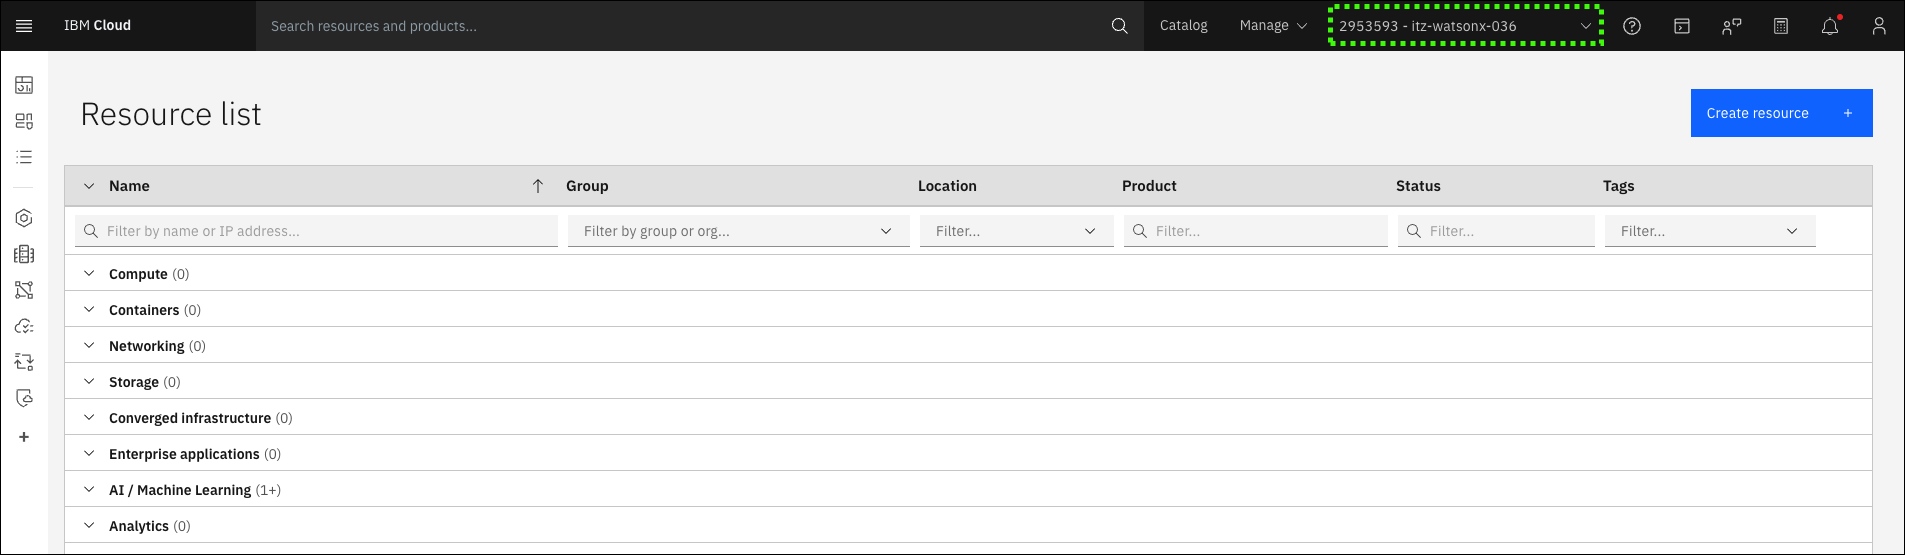 IBM Cloud Search resources and products... Catalog Manage 2953593 - itz-watsonx-036
Resource list
Create resource +
Name Group Location Product Status Tags
Filter by name or IP address... Filter by group or org... Filter... Filter... Filter... Filter...
Compute (0)
Containers (0)
Networking (0)
Storage (0)
Converged infrastructure (0)
Enterprise applications (0)
AI / Machine Learning (1+)
Analytics (0)